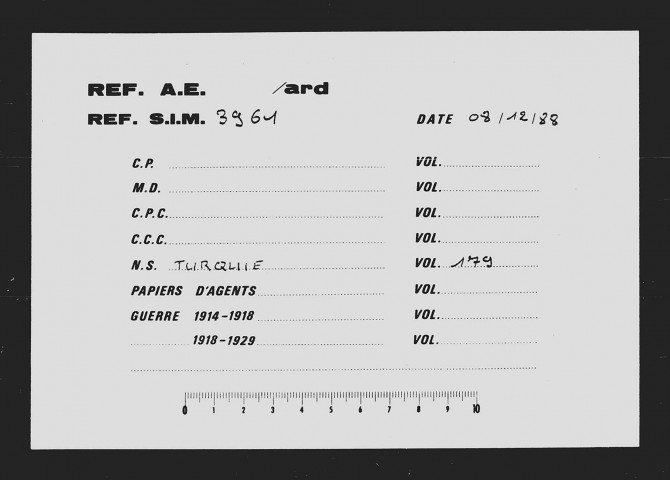 REF. A.E. /ard
REF. S.I.M. 3961 DATE 08/12/88
C.P. VOL.
M.D. VOL.
C.P.C. VOL.
C.C.C. VOL.
N.S. TURQUIE VOL. 179
PAPIERS D'AGENTS VOL.
GUERRE 1914-1918 VOL.
1918-1929 VOL.
0 1 2 3 4 5 6 7 8 9 10